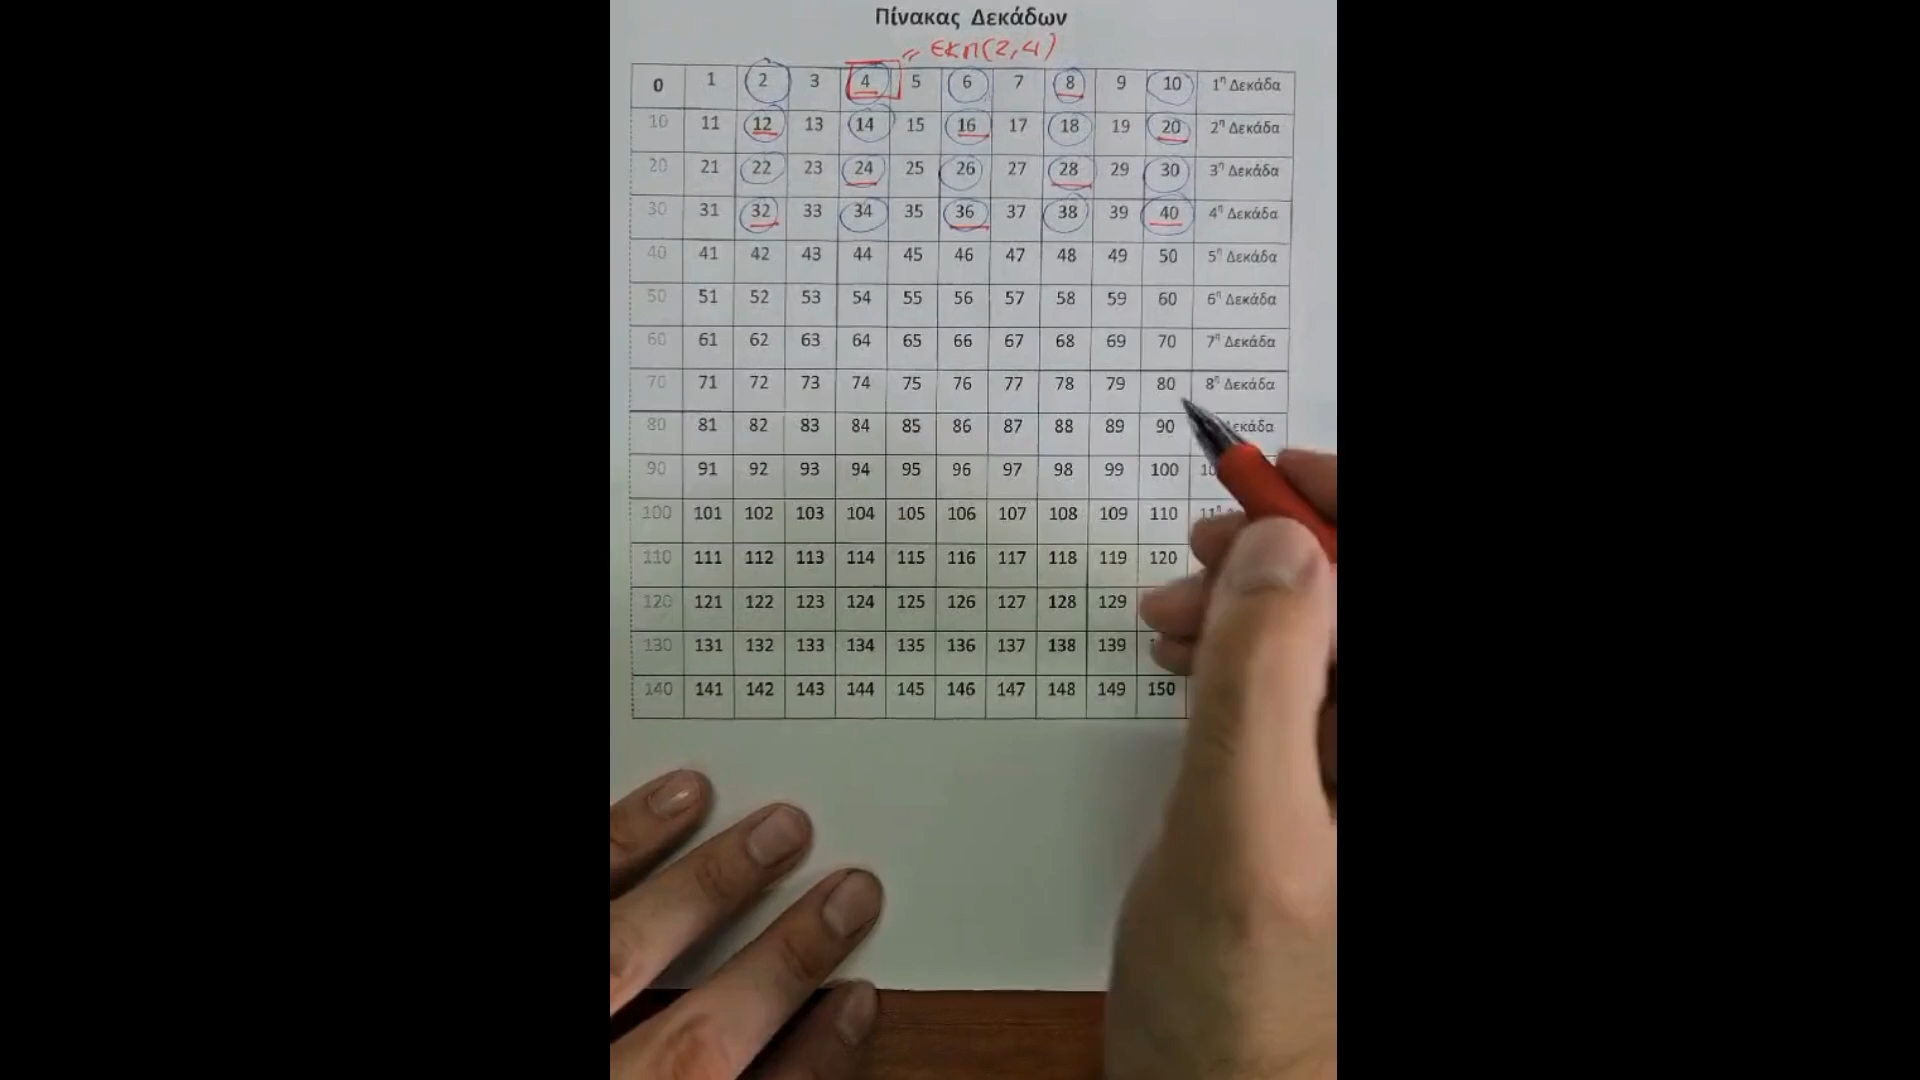 Πίνακας Δεκάδων
= ΕΚΠ(2,4)
0 1 2 3 4 5 6 7 8 9 10 1η Δεκάδα
10 11 12 13 14 15 16 17 18 19 20 2η Δεκάδα
20 21 22 23 24 25 26 27 28 29 30 3η Δεκάδα
30 31 32 33 34 35 36 37 38 39 40 4η Δεκάδα
40 41 42 43 44 45 46 47 48 49 50 5η Δεκάδα
50 51 52 53 54 55 56 57 58 59 60 6η Δεκάδα
60 61 62 63 64 65 66 67 68 69 70 7η Δεκάδα
70 71 72 73 74 75 76 77 78 79 80 8η Δεκάδα
80 81 82 83 84 85 86 87 88 89 90
90 91 92 93 94 95 96 97 98 99 100
100 101 102 103 104 105 106 107 108 109 110 11η
110 111 112 113 114 115 116 117 118 119 120
120 121 122 123 124 125 126 127 128 129
130 131 132 133 134 135 136 137 138 139
140 141 142 143 144 145 146 147 148 149 150